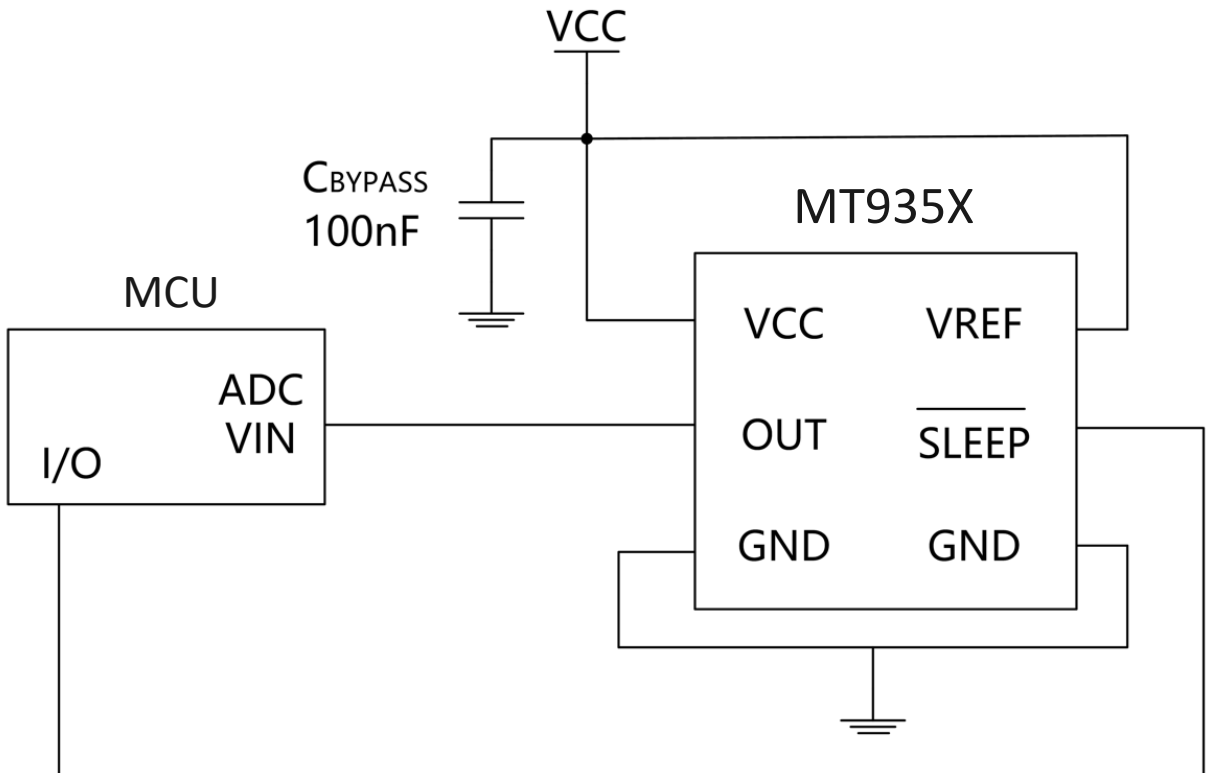 VCC
CBYPASS
100nF
MT935X
MCU
ADC
VIN
I/O
VCC
VREF
OUT
SLEEP
GND
GND